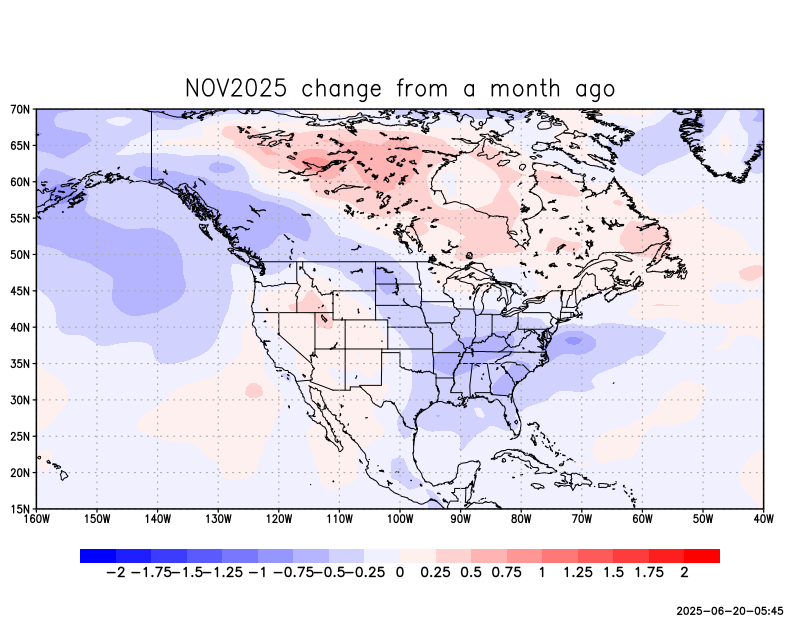 NOV2025 change from a month ago
70N
65N
60N
55N
50N
45N
40N
35N
30N
25N
20N
15N
160W 150W 140W 130W 120W 110W 100W 90W 80W 70W 60W 50W 40W
−2 −1.75 −1.5 −1.25 −1 −0.75 −0.5 −0.25 0 0.25 0.5 0.75 1 1.25 1.5 1.75 2
2025−06−20−05:45